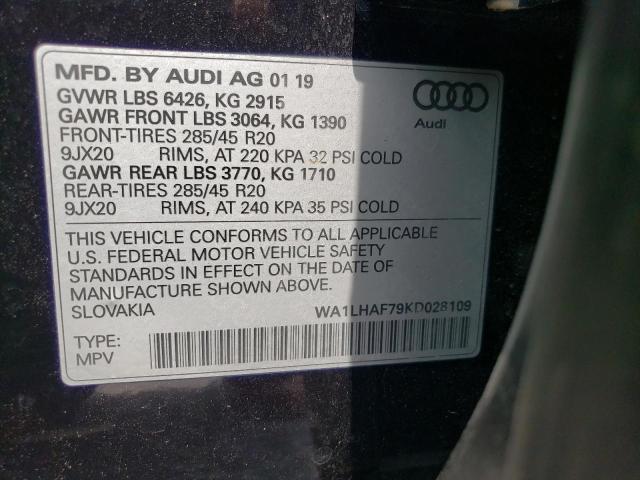 MFD. BY AUDI AG 01 19
GVWR LBS 6426, KG 2915
GAWR FRONT LBS 3064, KG 1390
FRONT-TIRES 285/45 R20
9JX20 RIMS, AT 220 KPA 32 PSI COLD
GAWR REAR LBS 3770, KG 1710
REAR-TIRES 285/45 R20
9JX20 RIMS, AT 240 KPA 35 PSI COLD
Audi
THIS VEHICLE CONFORMS TO ALL APPLICABLE
U.S. FEDERAL MOTOR VEHICLE SAFETY
STANDARDS IN EFFECT ON THE DATE OF
MANUFACTURE SHOWN ABOVE.
SLOVAKIA WA1LHAF79KD028109
TYPE:
MPV